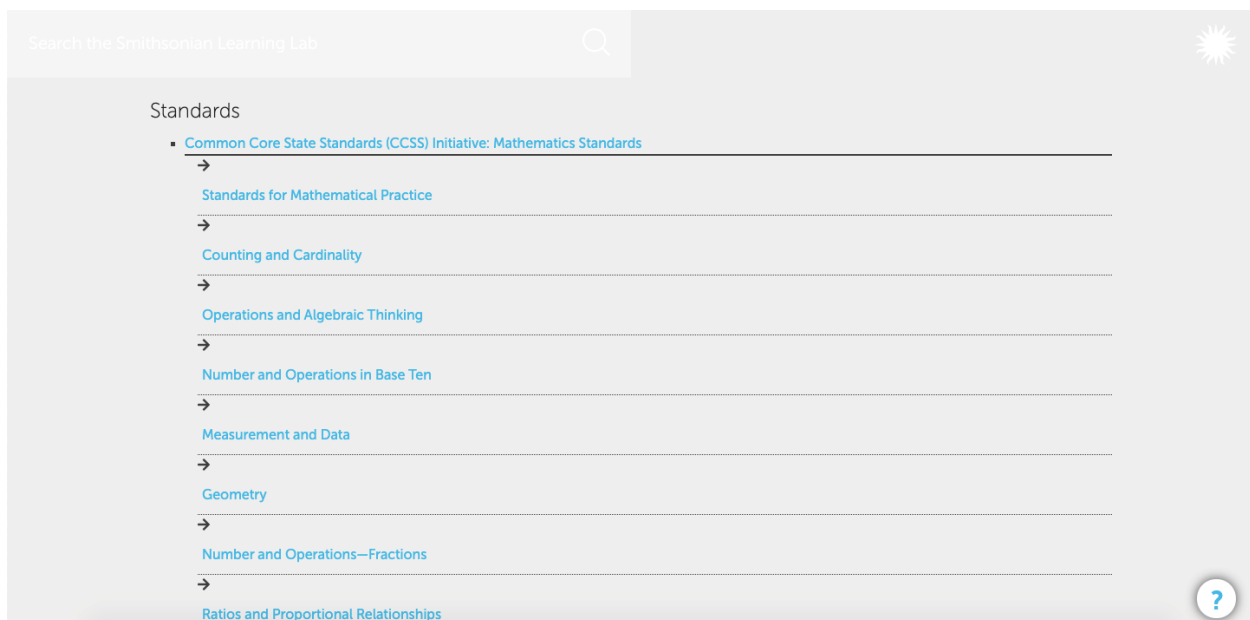 Search the Smithsonian Learning Lab
Standards
Common Core State Standards (CCSS) Initiative: Mathematics Standards
Standards for Mathematical Practice
Counting and Cardinality
Operations and Algebraic Thinking
Number and Operations in Base Ten
Measurement and Data
Geometry
Number and Operations—Fractions
Ratios and Proportional Relationships
?